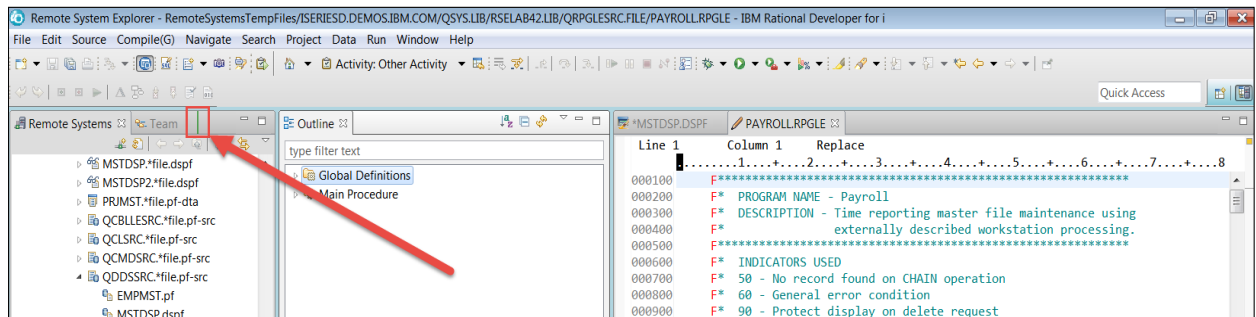 Remote System Explorer - RemoteSystemsTempFiles/ISERIESD.DEMOS.IBM.COM/QSYS.LIB/RSELAB42.LIB/QRPGLESRC.FILE/PAYROLL.RPGLE - IBM Rational Developer for i
File Edit Source Compile(G) Navigate Search Project Data Run Window Help
Activity: Other Activity
Quick Access
Remote Systems Team
MSTDSP.*file.dspf
MSTDSP2.*file.dspf
PRJMST.*file.pf-dta
QCBLLESRC.*file.pf-src
QCLSRC.*file.pf-src
QCMDSRC.*file.pf-src
QDDSSRC.*file.pf-src
EMPMST.pf
MSTDSP.dspf
Outline
type filter text
Global Definitions
Main Procedure
*MSTDSP.DSPF PAYROLL.RPGLE
Line 1 Column 1 Replace
.........1....+....2....+....3....+....4....+....5....+....6....+....7....+....8
000100 F*********************************************************
000200 F* PROGRAM NAME - Payroll
000300 F* DESCRIPTION - Time reporting master file maintenance using
000400 F* externally described workstation processing.
000500 F*********************************************************
000600 F* INDICATORS USED
000700 F* 50 - No record found on CHAIN operation
000800 F* 60 - General error condition
000900 F* 90 - Protect display on delete request